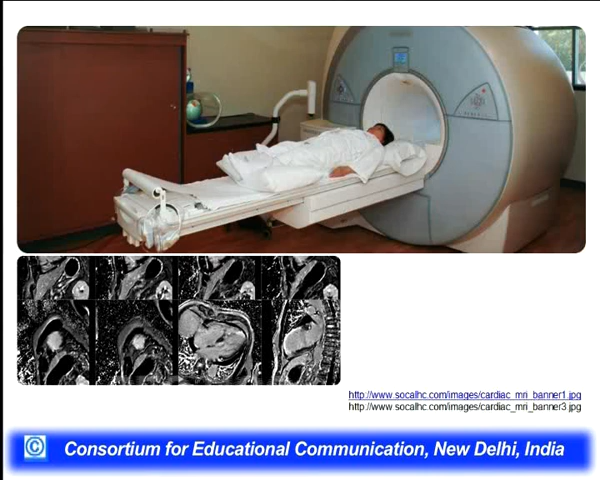 http://www.socalhc.com/images/cardiac_mri_banner1.jpg
http://www.socalhc.com/images/cardiac_mri_banner3.jpg
© Consortium for Educational Communication, New Delhi, India